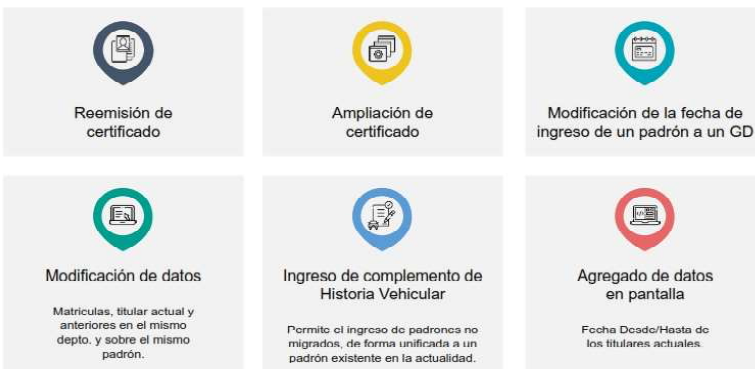 Reemisión de
certificado
Ampliación de
certificado
Modificación de la fecha de
ingreso de un padrón a un GD
Modificación de datos
Matriculas, titular actual y
anteriores en el mismo
depto. y sobre el mismo
padrón.
Ingreso de complemento de
Historia Vehicular
Permite el ingreso de padrones no
migrados, de forma unificada a un
padrón existente en la actualidad.
Agregado de datos
en pantalla
Fecha Desde/Hasta de
los titulares actuales.